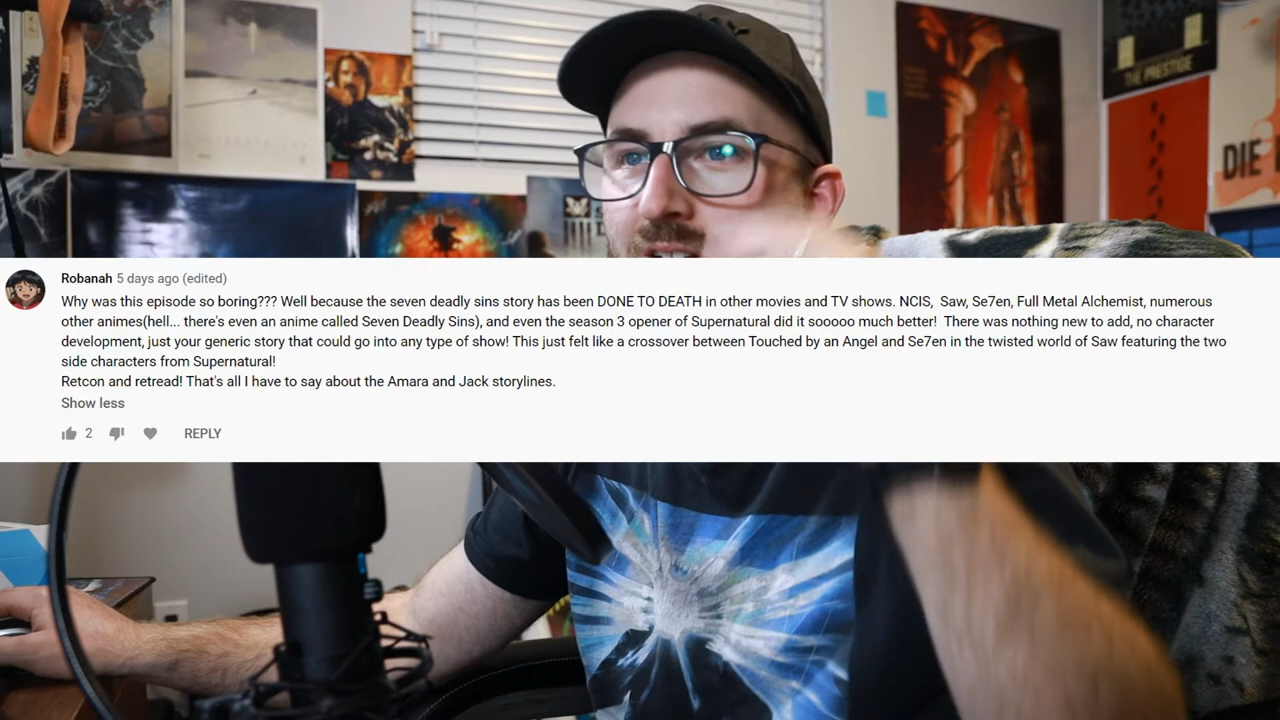 THE PRESTIGE
DIE
Robanah 5 days ago (edited)
Why was this episode so boring??? Well because the seven deadly sins story has been DONE TO DEATH in other movies and TV shows. NCIS,  Saw, Se7en, Full Metal Alchemist, numerous
other animes(hell... there's even an anime called Seven Deadly Sins), and even the season 3 opener of Supernatural did it sooooo much better!  There was nothing new to add, no character
development, just your generic story that could go into any type of show! This just felt like a crossover between Touched by an Angel and Se7en in the twisted world of Saw featuring the two
side characters from Supernatural!
Retcon and retread! That's all I have to say about the Amara and Jack storylines.
Show less
2
REPLY